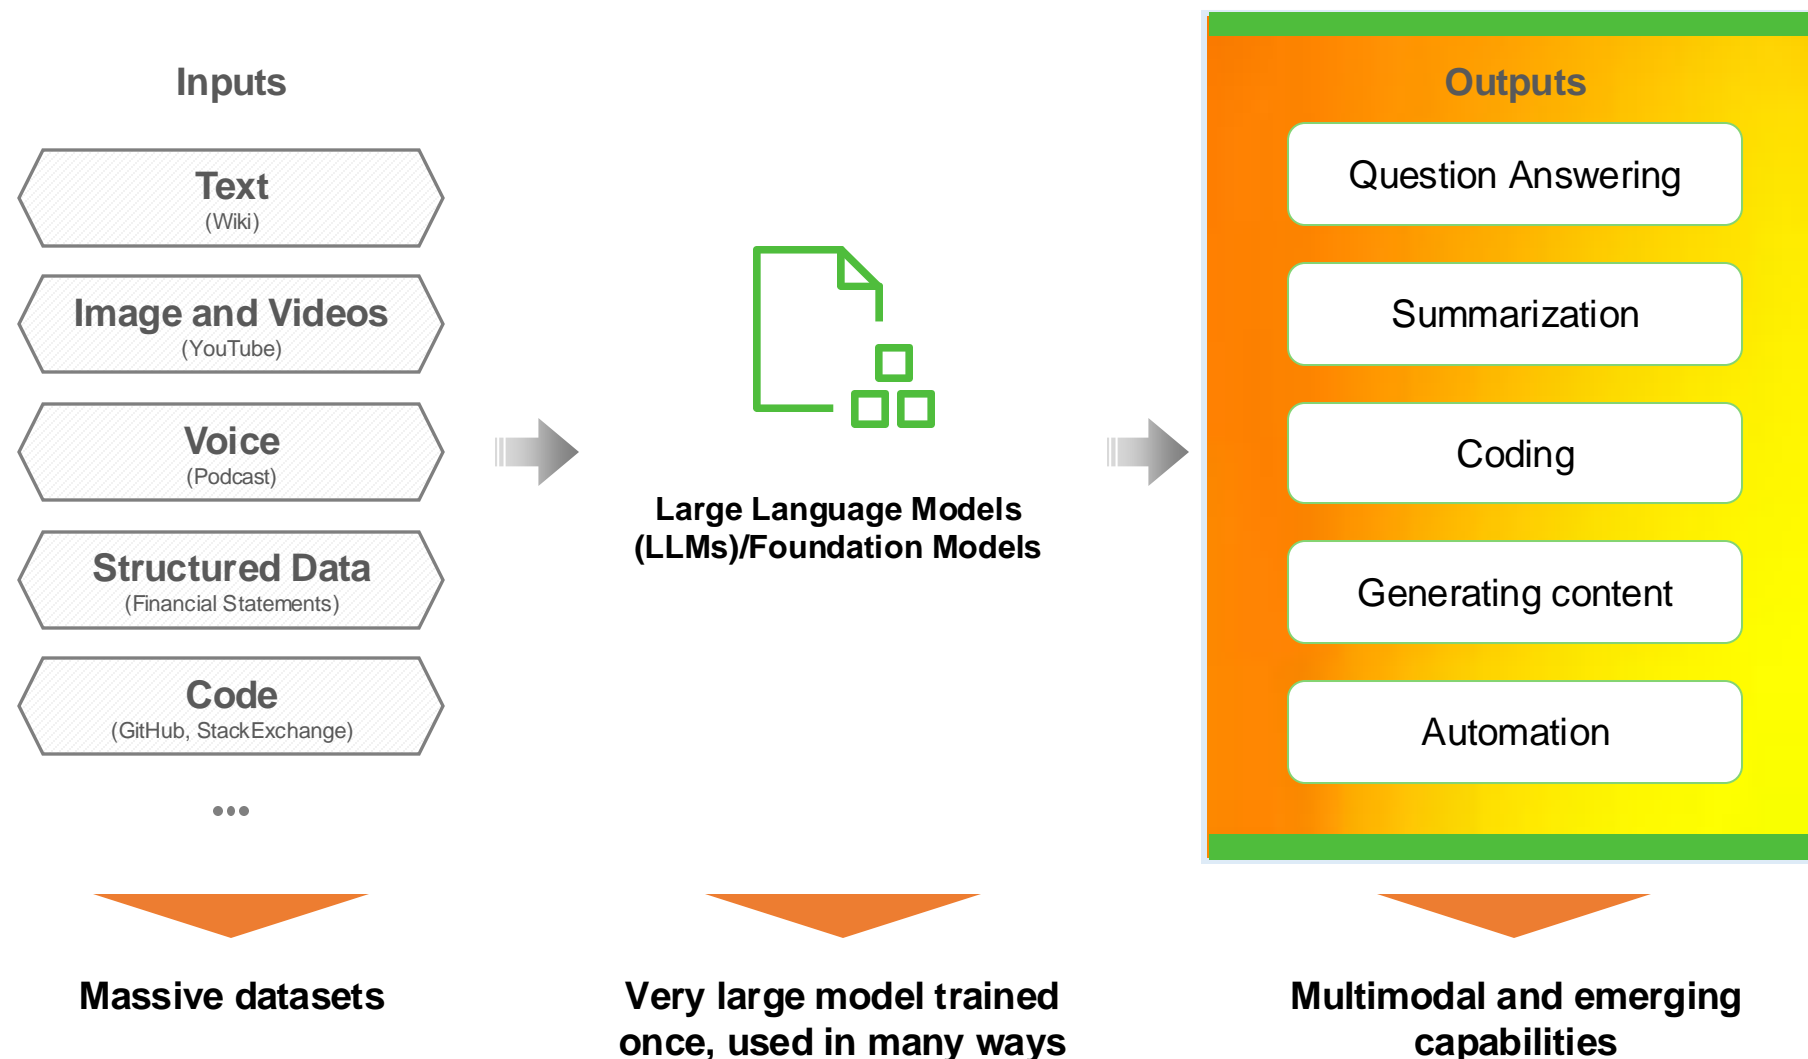 Inputs
Text
(Wiki)
Image and Videos
(YouTube)
Voice
(Podcast)
Structured Data
(Financial Statements)
Code
(GitHub, StackExchange)
...
Massive datasets
Large Language Models
(LLMs)/Foundation Models
Very large model trained
once, used in many ways
Outputs
Question Answering
Summarization
Coding
Generating content
Automation
Multimodal and emerging
capabilities